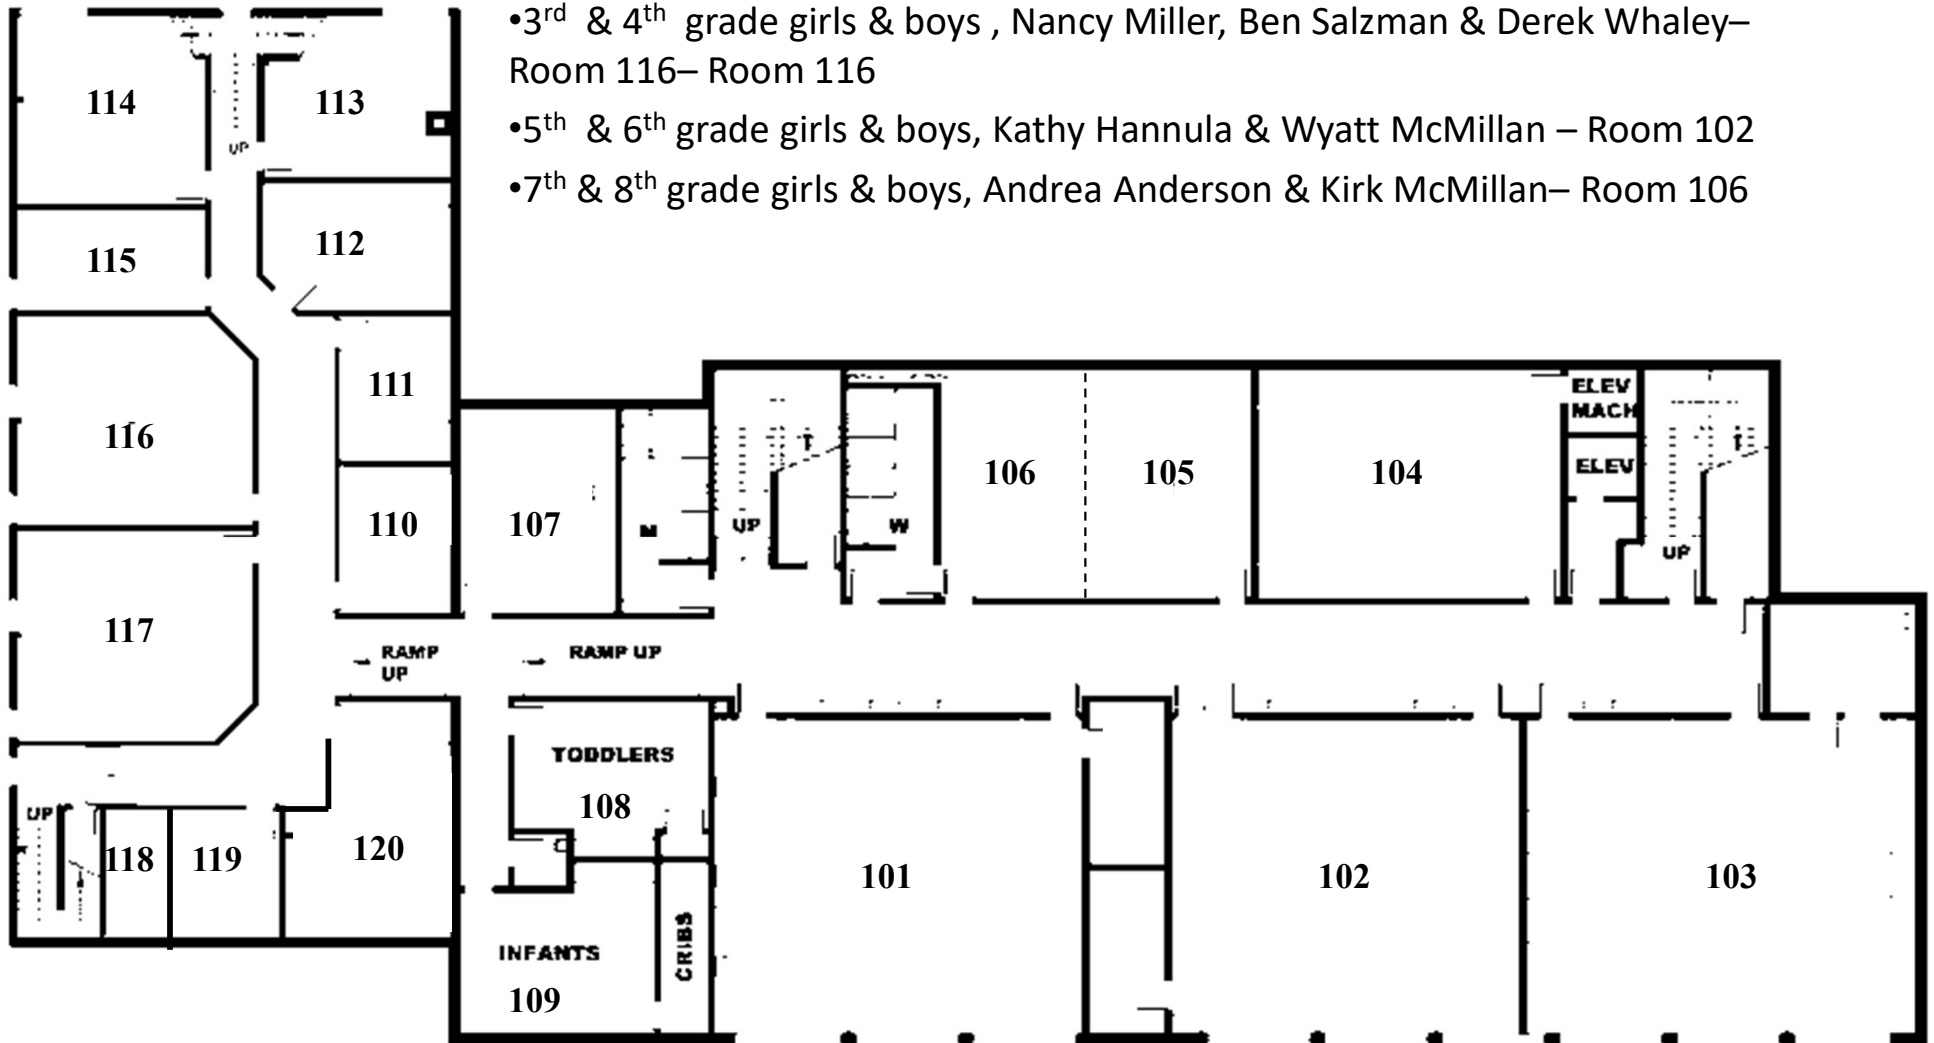 •3rd & 4th grade girls & boys , Nancy Miller, Ben Salzman & Derek Whaley–
Room 116– Room 116
•5th & 6th grade girls & boys, Kathy Hannula & Wyatt McMillan – Room 102
•7th & 8th grade girls & boys, Andrea Anderson & Kirk McMillan– Room 106
114
113
UP
112
115
111
116
110
107
M
UP
W
106
105
104
ELEV
MACH
ELEV
UP
117
RAMP
UP
RAMP UP
TODDLERS
108
UP
118
119
120
101
102
103
INFANTS
109
CRIBS